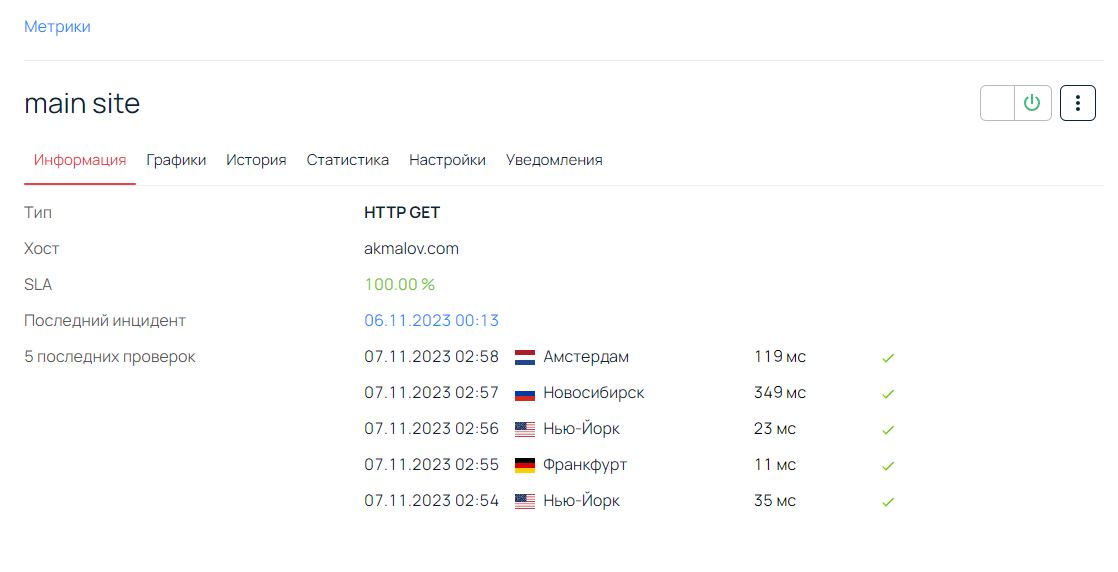 Метрики
main site
Информация Графики История Статистика Настройки Уведомления
Тип HTTP GET
Хост akmalov.com
SLA 100.00 %
Последний инцидент 06.11.2023 00:13
5 последних проверок 07.11.2023 02:58 Амстердам 119 мс
07.11.2023 02:57 Новосибирск 349 мс
07.11.2023 02:56 Нью-Йорк 23 мс
07.11.2023 02:55 Франкфурт 11 мс
07.11.2023 02:54 Нью-Йорк 35 мс